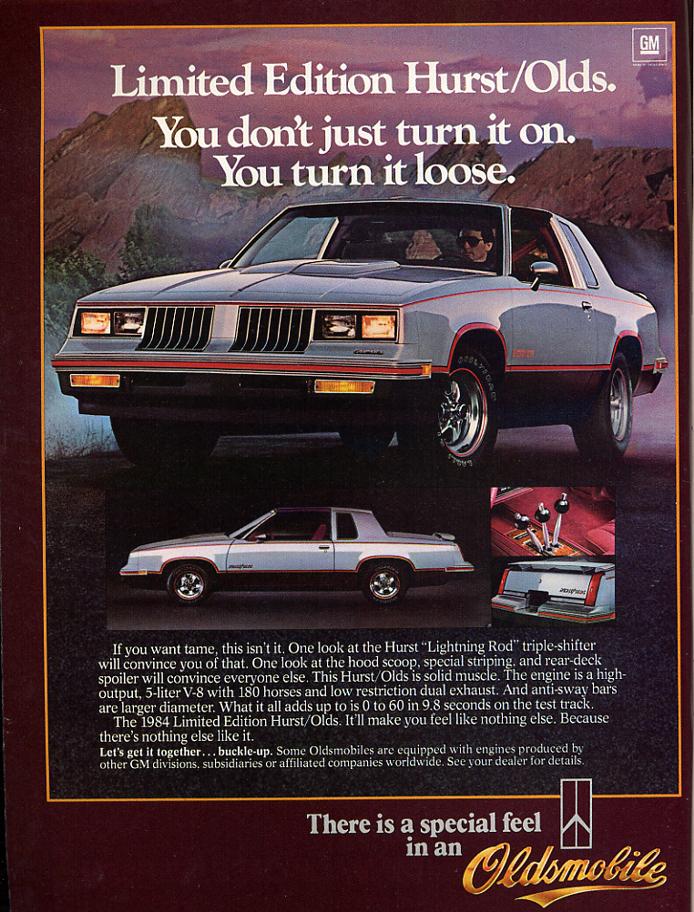 GM
Limited Edition Hurst/Olds.
You don't just turn it on.
You turn it loose.
If you want tame, this isn't it. One look at the Hurst “Lightning Rod” triple-shifter
will convince you of that. One look at the hood scoop, special striping, and rear-deck
spoiler will convince everyone else. This Hurst/Olds is solid muscle. The engine is a high-
output, 5-liter V-8 with 180 horses and low restriction dual exhaust. And anti-sway bars
are larger diameter. What it all adds up to is 0 to 60 in 9.8 seconds on the test track.
The 1984 Limited Edition Hurst/Olds. It'll make you feel like nothing else. Because
there's nothing else like it.
Let's get it together...buckle-up. Some Oldsmobiles are equipped with engines produced by
other GM divisions, subsidiaries or affiliated companies worldwide. See your dealer for details.
There is a special feel
in an
Oldsmobile